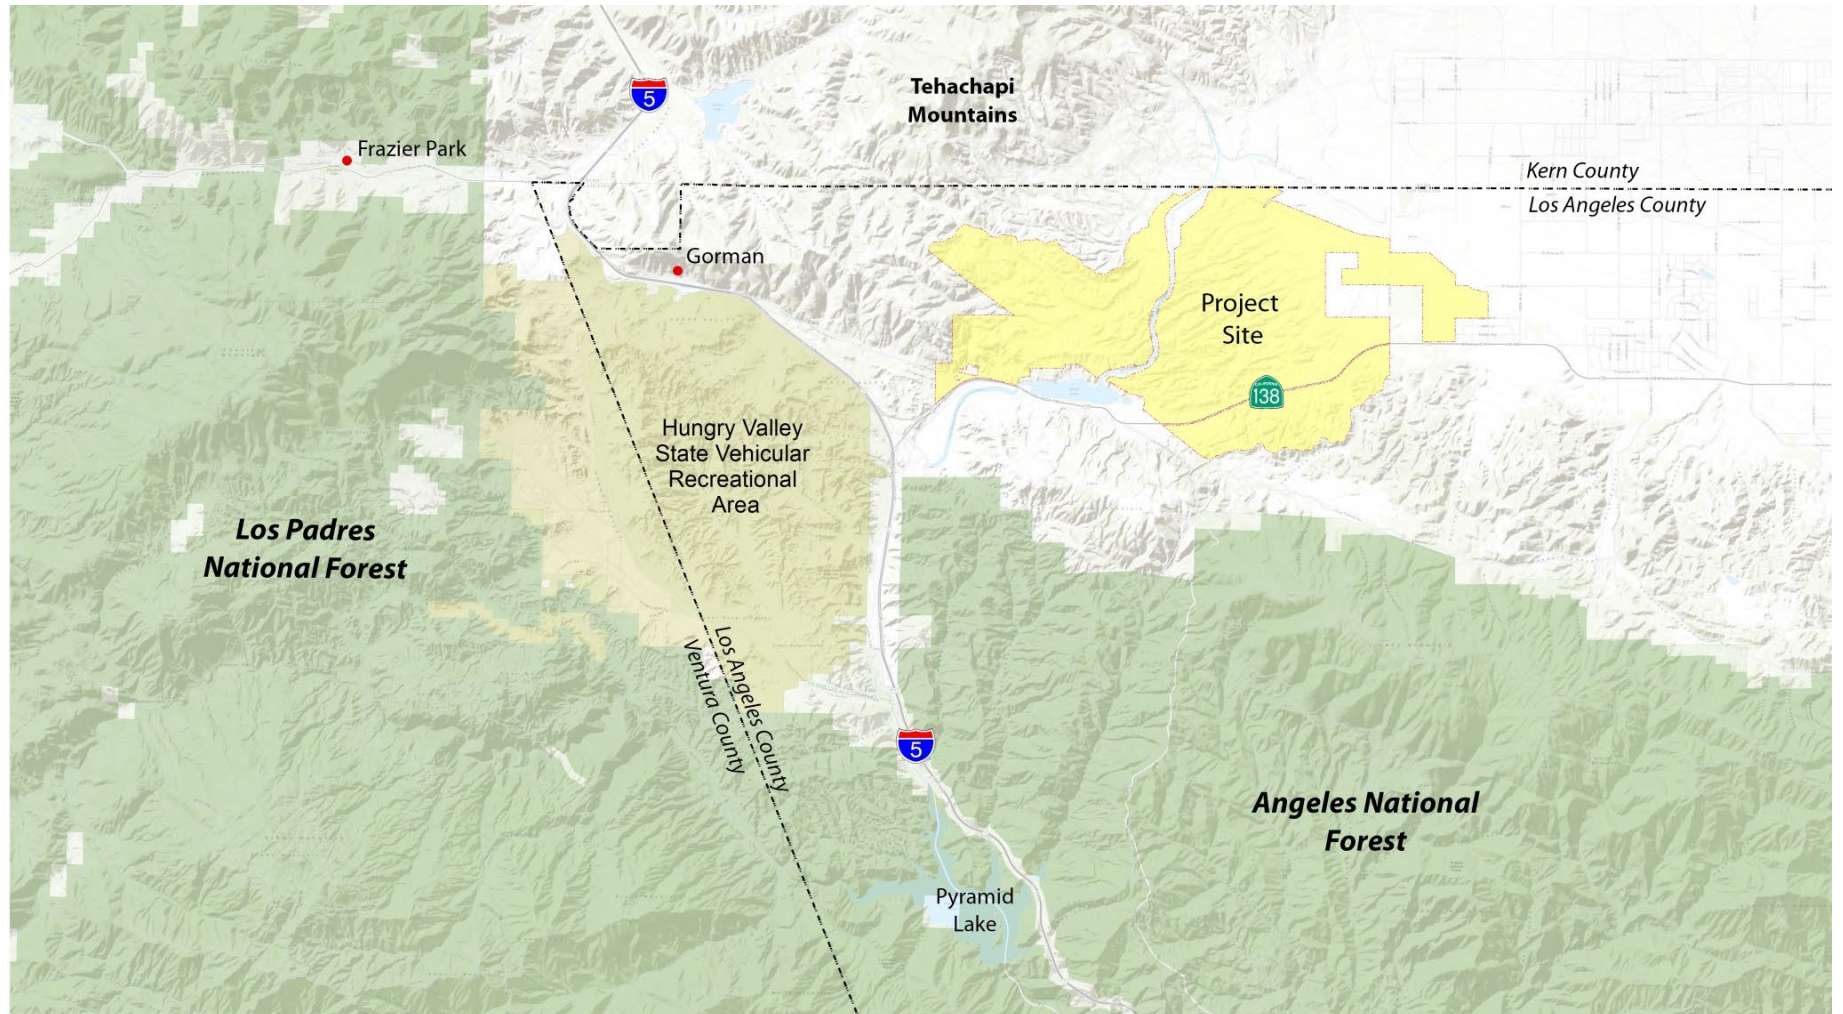 5
Tehachapi
Mountains
Frazier Park
Kern County
Los Angeles County
Gorman
Project
Site
CALIFORNIA
138
Hungry Valley
State Vehicular
Recreational
Area
Los Padres
National Forest
Los Angeles County
Ventura County
5
Angeles National
Forest
Pyramid
Lake